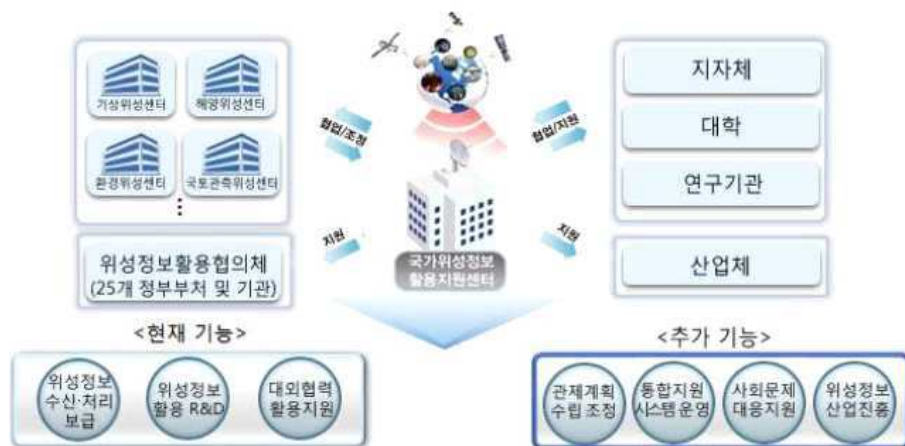 기상위성센터
해양위성센터
환경위성센터
국토관측위성센터
위성정보활용협의체
(25개 정부부처 및 기관)
협업/조정
지원
협업/지원
지원
국가위성정보
활용지원센터
지자체
대학
연구기관
산업체
<현재 기능>
위성정보
수신·처리
보급
위성정보
활용 R&D
대외협력
활용지원
<추가 기능>
관제계획
수립 조정
통합지원
시스템 운영
사회문제
대응지원
위성정보
산업진흥